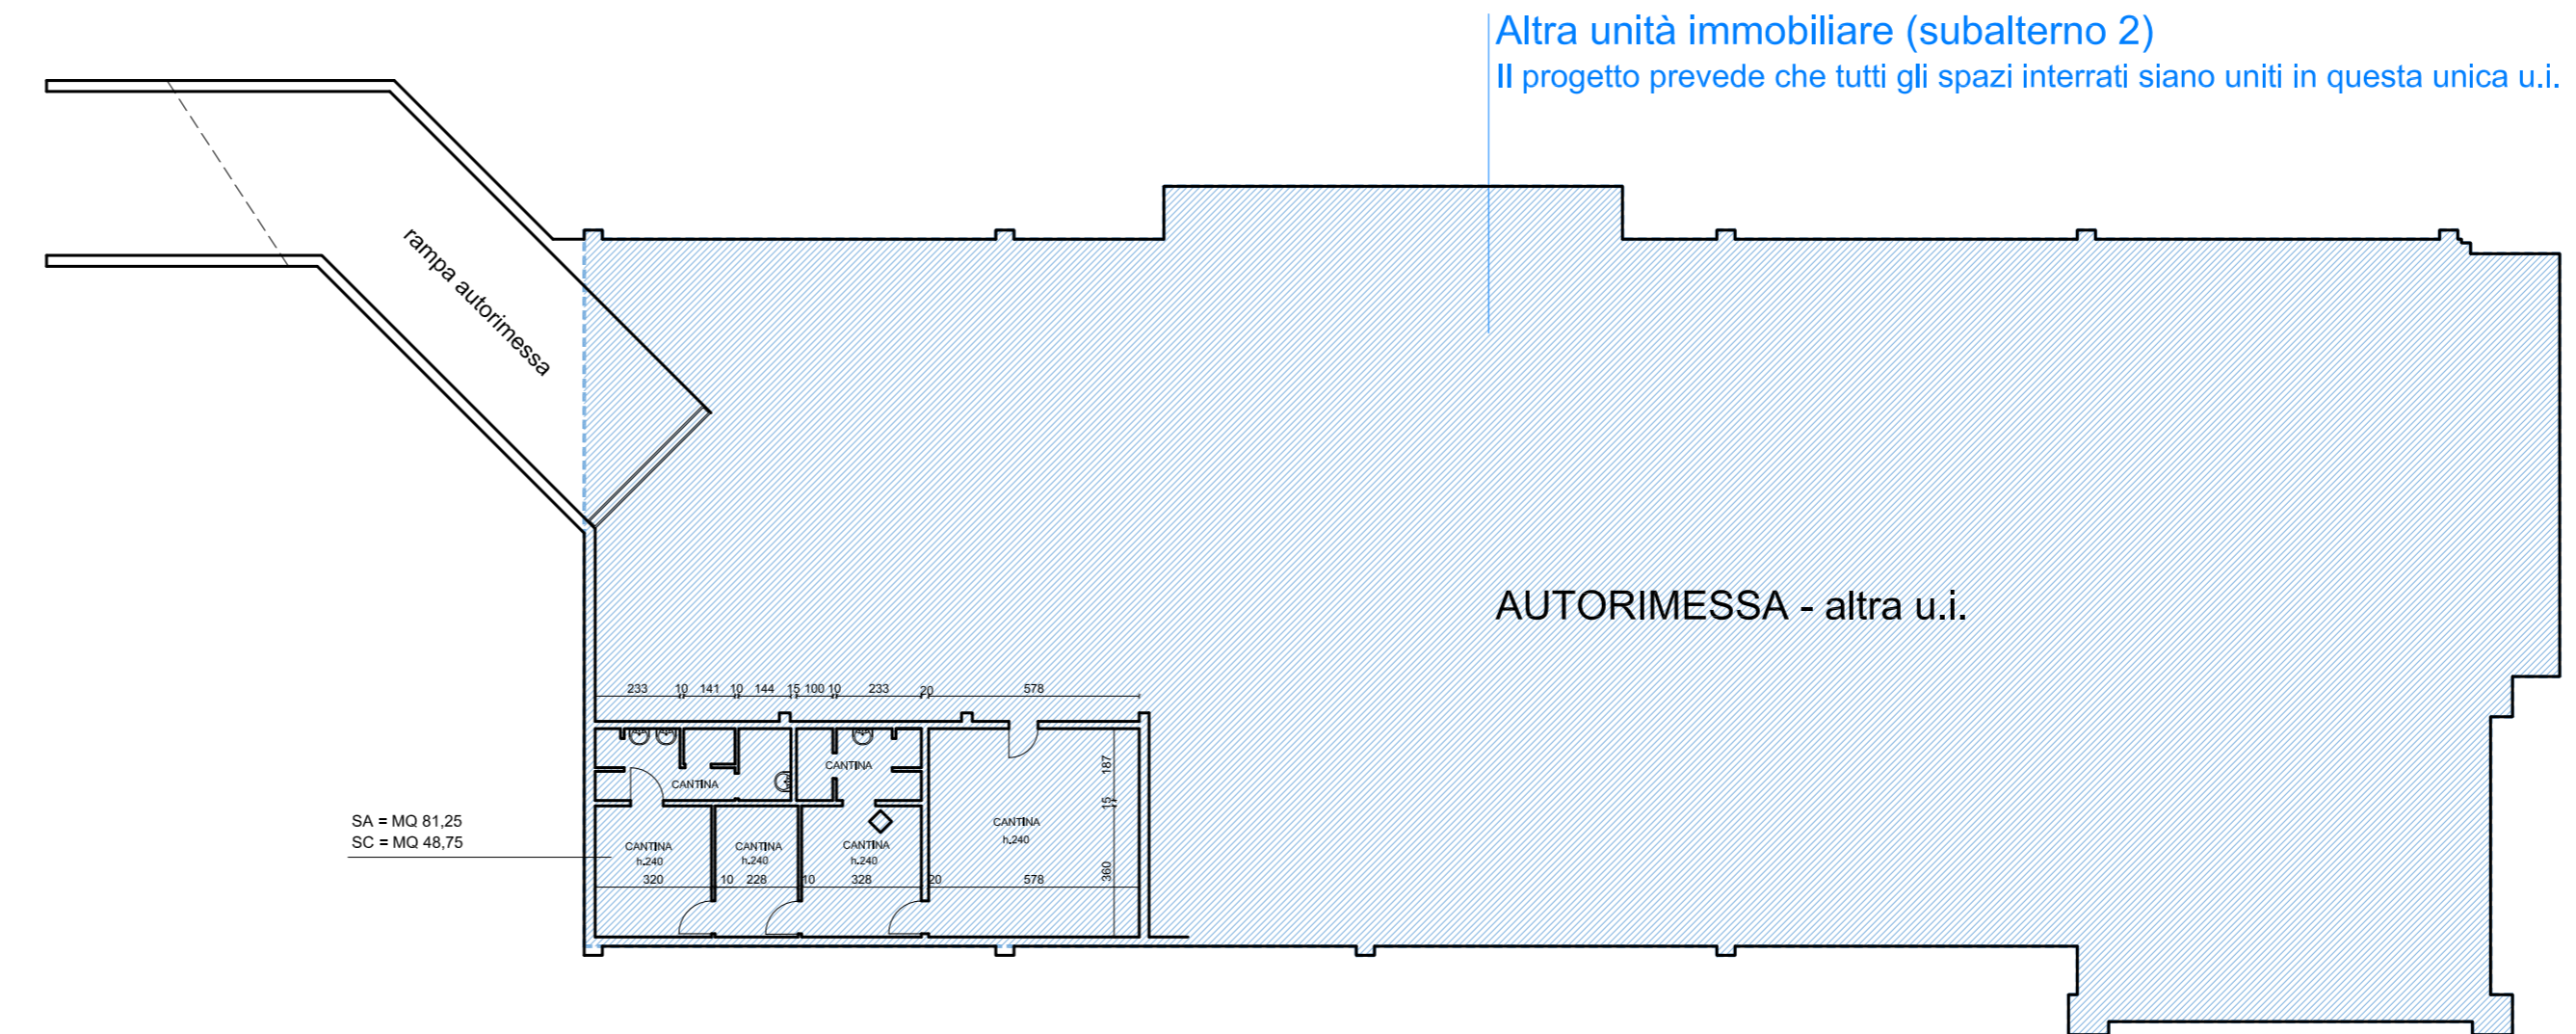 Altra unità immobiliare (subalterno 2)
Il progetto prevede che tutti gli spazi interrati siano uniti in questa unica u.i.
rampa autorimessa
AUTORIMESSA - altra u.i.
233 10 141 10 144 15 100 10 233 20 578
187
15
360
CANTINA
CANTINA
CANTINA
h.240
SA = MQ 81,25
SC = MQ 48,75
CANTINA
h.240
CANTINA
h.240
CANTINA
h.240
320 10 228 10 328 20 578